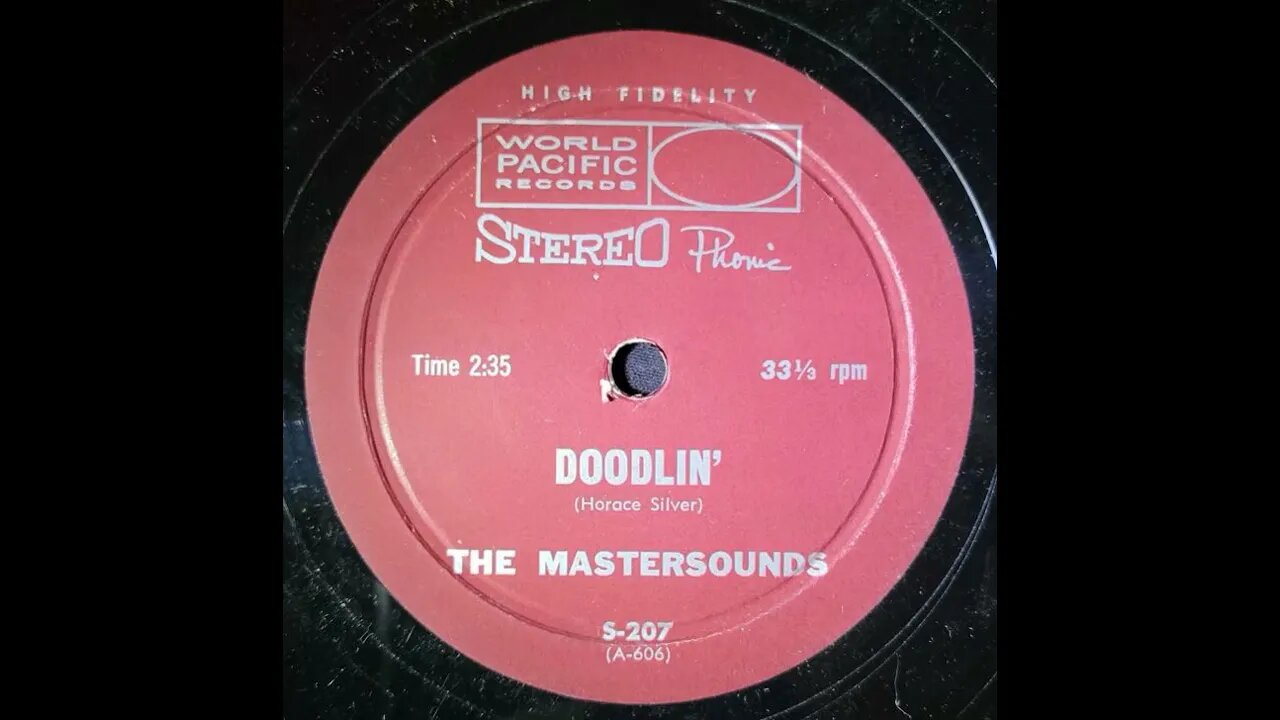 HIGH FIDELITY
WORLD
PACIFIC
RECORDS
STEREO Phonic
Time 2:35
33⅓ rpm
DOODLIN'
(Horace Silver)
THE MASTERSOUNDS
S-207
(A-606)